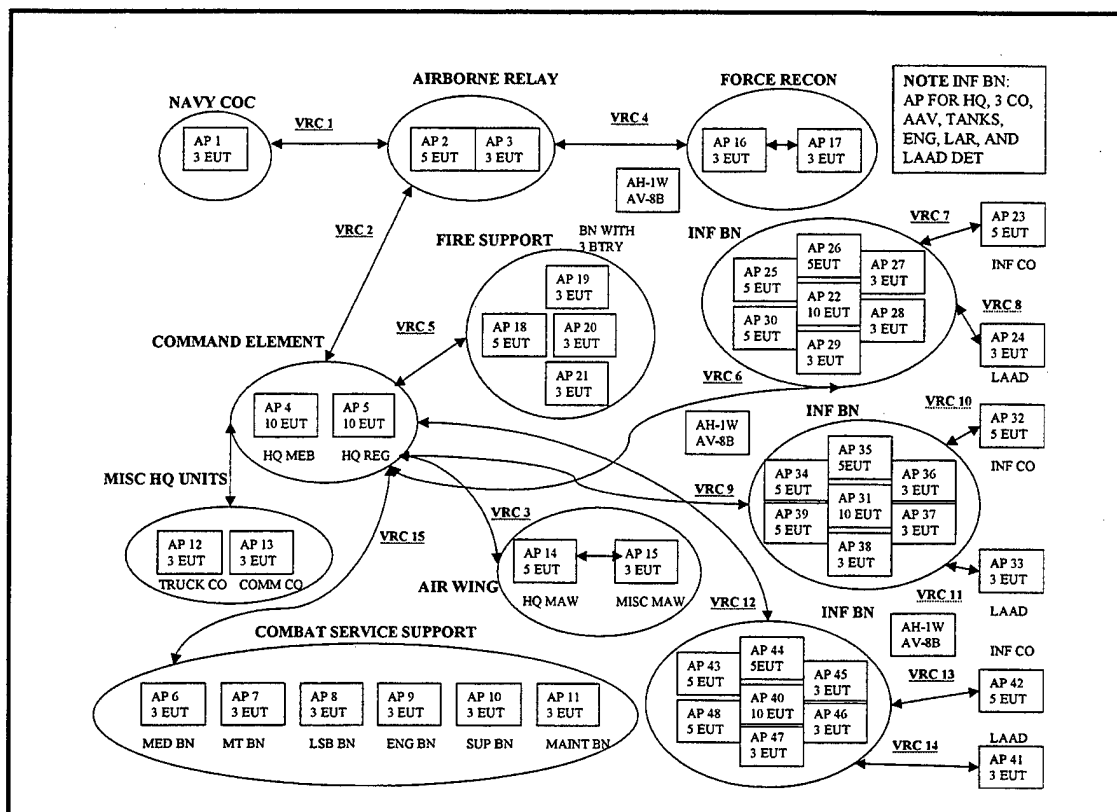 NAVY COC
AP 1
3 EUT
VRC 1
AIRBORNE RELAY
AP 2
5 EUT
AP 3
3 EUT
VRC 4
FORCE RECON
AP 16
3 EUT
AP 17
3 EUT
NOTE INF BN:
AP FOR HQ, 3 CO,
AAV, TANKS,
ENG, LAR, AND
LAAD DET
AH-1W
AV-8B
VRC 2
FIRE SUPPORT
BN WITH
3 BTRY
AP 19
3 EUT
AP 18
5 EUT
AP 20
3 EUT
AP 21
3 EUT
VRC 5
INF BN
AP 26
5EUT
AP 25
5 EUT
AP 27
3 EUT
AP 22
10 EUT
AP 30
5 EUT
AP 28
3 EUT
AP 29
3 EUT
VRC 7
AP 23
5 EUT
INF CO
VRC 8
AP 24
3 EUT
LAAD
COMMAND ELEMENT
AP 4
10 EUT
AP 5
10 EUT
HQ MEB
HQ REG
VRC 6
AH-1W
AV-8B
INF BN
AP 35
5EUT
AP 34
5 EUT
AP 36
3 EUT
AP 31
10 EUT
AP 39
5 EUT
AP 37
3 EUT
AP 38
3 EUT
VRC 10
AP 32
5 EUT
INF CO
VRC 9
VRC 11
AP 33
3 EUT
LAAD
MISC HQ UNITS
AP 12
3 EUT
AP 13
3 EUT
TRUCK CO
COMM CO
VRC 15
VRC 3
AP 14
5 EUT
AP 15
3 EUT
AIR WING
HQ MAW
MISC MAW
VRC 12
INF BN
AH-1W
AV-8B
INF CO
AP 44
5EUT
AP 43
5 EUT
AP 45
3 EUT
AP 40
10 EUT
AP 48
5 EUT
AP 46
3 EUT
AP 47
3 EUT
VRC 13
AP 42
5 EUT
LAAD
VRC 14
AP 41
3 EUT
COMBAT SERVICE SUPPORT
AP 6
3 EUT
AP 7
3 EUT
AP 8
3 EUT
AP 9
3 EUT
AP 10
3 EUT
AP 11
3 EUT
MED BN
MT BN
LSB BN
ENG BN
SUP BN
MAINT BN